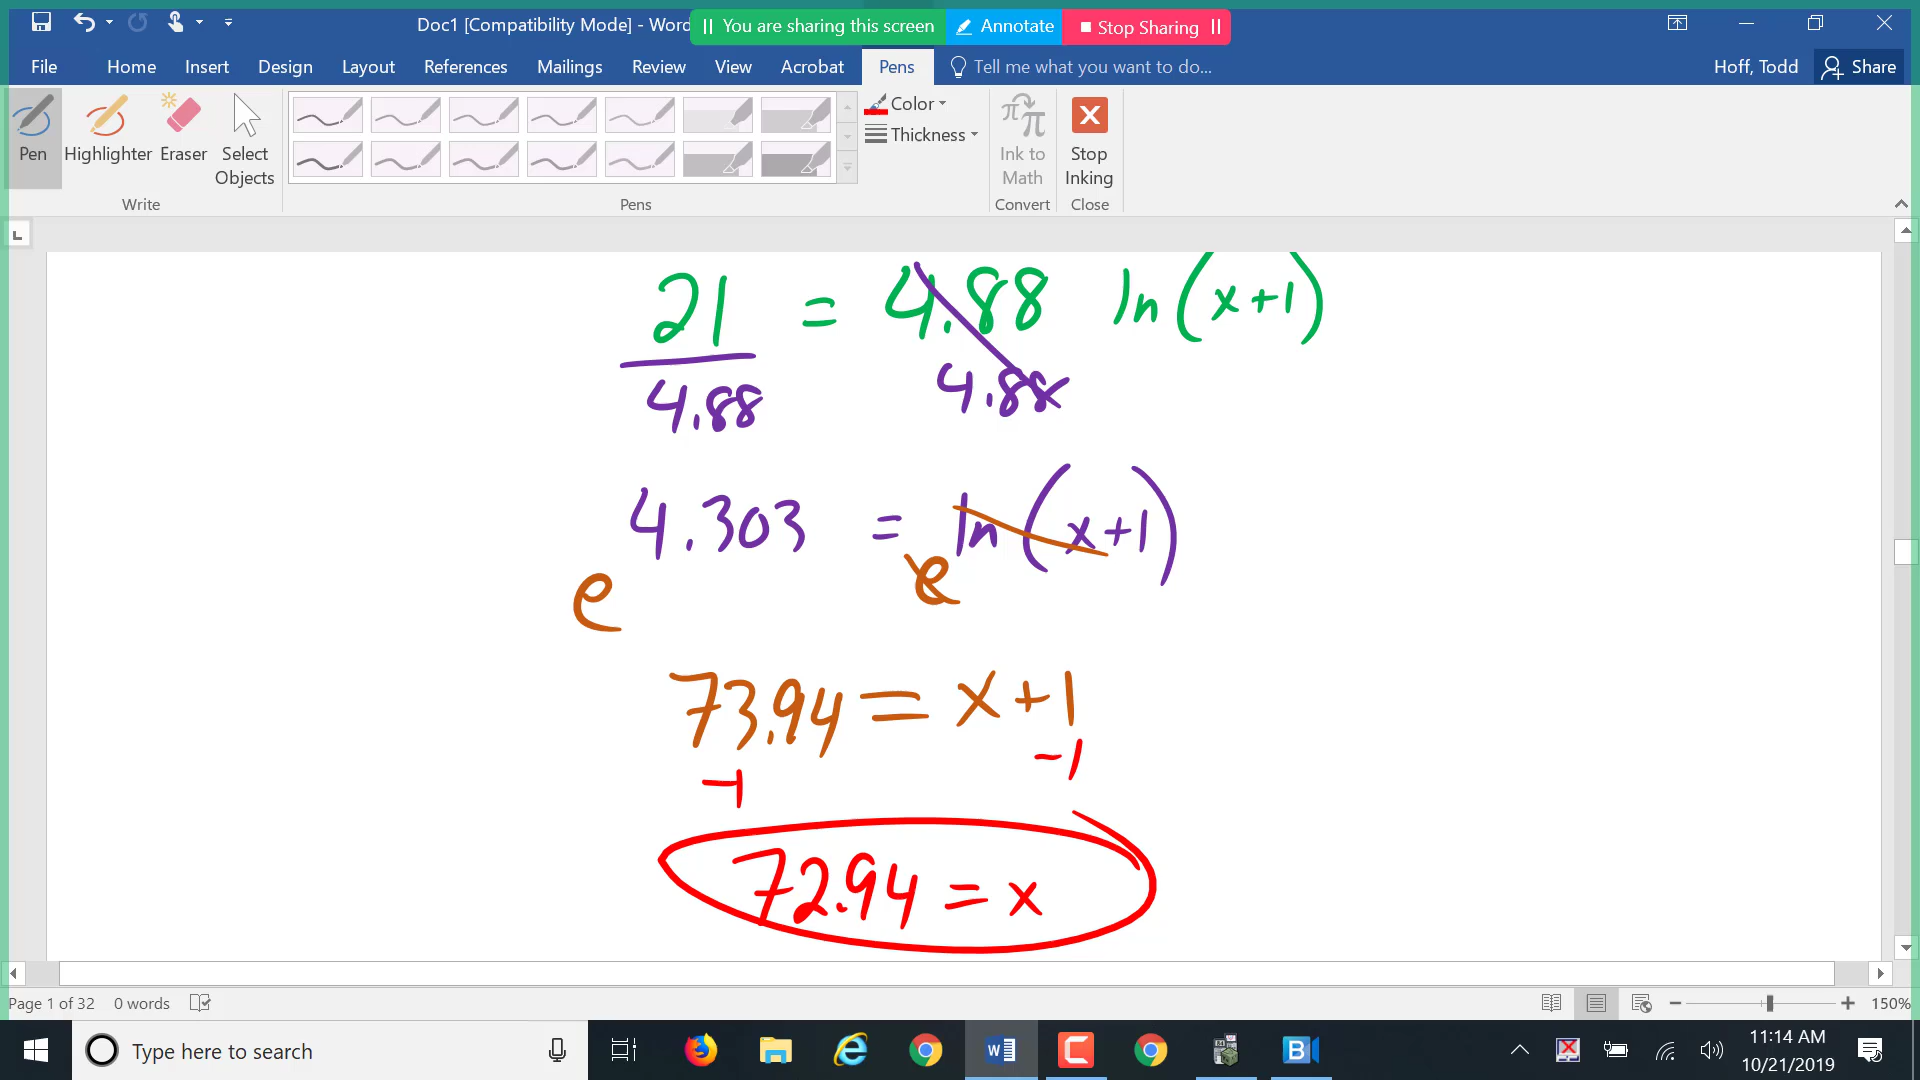 Doc1 [Compatibility Mode] - Word
You are sharing this screen
Annotate
Stop Sharing
File Home Insert Design Layout References Mailings Review View Acrobat Pens Tell me what you want to do... Hoff, Todd Share
Pen Highlighter Eraser Select Objects
Write
Pens
Color
Thickness
Ink to Math
Convert
Stop Inking
Close
21 = 4.88 ln(x+1)
4.88 4.88
4.303 = ln(x+1)
e e
73.94 = x+1
-1 -1
72.94 = x
Page 1 of 32 0 words 150%
Type here to search 11:14 AM
10/21/2019